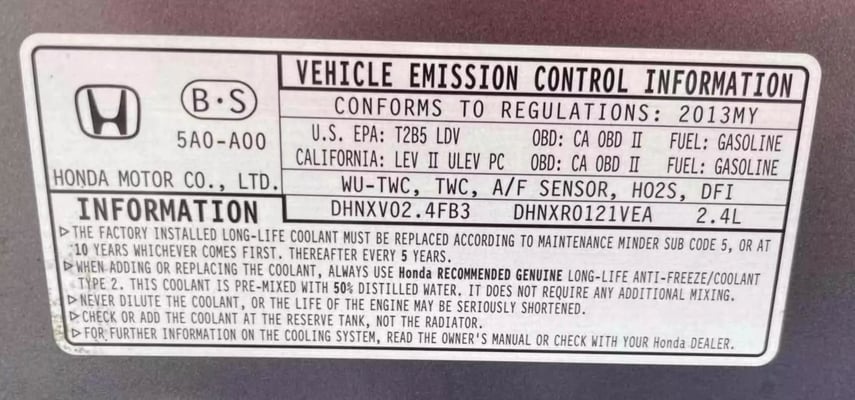 VEHICLE EMISSION CONTROL INFORMATION
B·S
5A0-A00
HONDA MOTOR CO., LTD.
CONFORMS TO REGULATIONS: 2013MY
U.S. EPA: T2B5 LDV OBD: CA OBD II FUEL: GASOLINE
CALIFORNIA: LEV II ULEV PC OBD: CA OBD II FUEL: GASOLINE
WU-TWC, TWC, A/F SENSOR, HO2S, DFI
DHNXV02.4FB3 DHNXR0121VEA 2.4L
INFORMATION
▷THE FACTORY INSTALLED LONG-LIFE COOLANT MUST BE REPLACED ACCORDING TO MAINTENANCE MINDER SUB CODE 5, OR AT
10 YEARS WHICHEVER COMES FIRST. THEREAFTER EVERY 5 YEARS.
▷WHEN ADDING OR REPLACING THE COOLANT, ALWAYS USE Honda RECOMMENDED GENUINE LONG-LIFE ANTI-FREEZE/COOLANT
TYPE 2. THIS COOLANT IS PRE-MIXED WITH 50% DISTILLED WATER. IT DOES NOT REQUIRE ANY ADDITIONAL MIXING.
▷NEVER DILUTE THE COOLANT, OR THE LIFE OF THE ENGINE MAY BE SERIOUSLY SHORTENED.
▷CHECK OR ADD THE COOLANT AT THE RESERVE TANK, NOT THE RADIATOR.
▷FOR FURTHER INFORMATION ON THE COOLING SYSTEM, READ THE OWNER'S MANUAL OR CHECK WITH YOUR Honda DEALER.